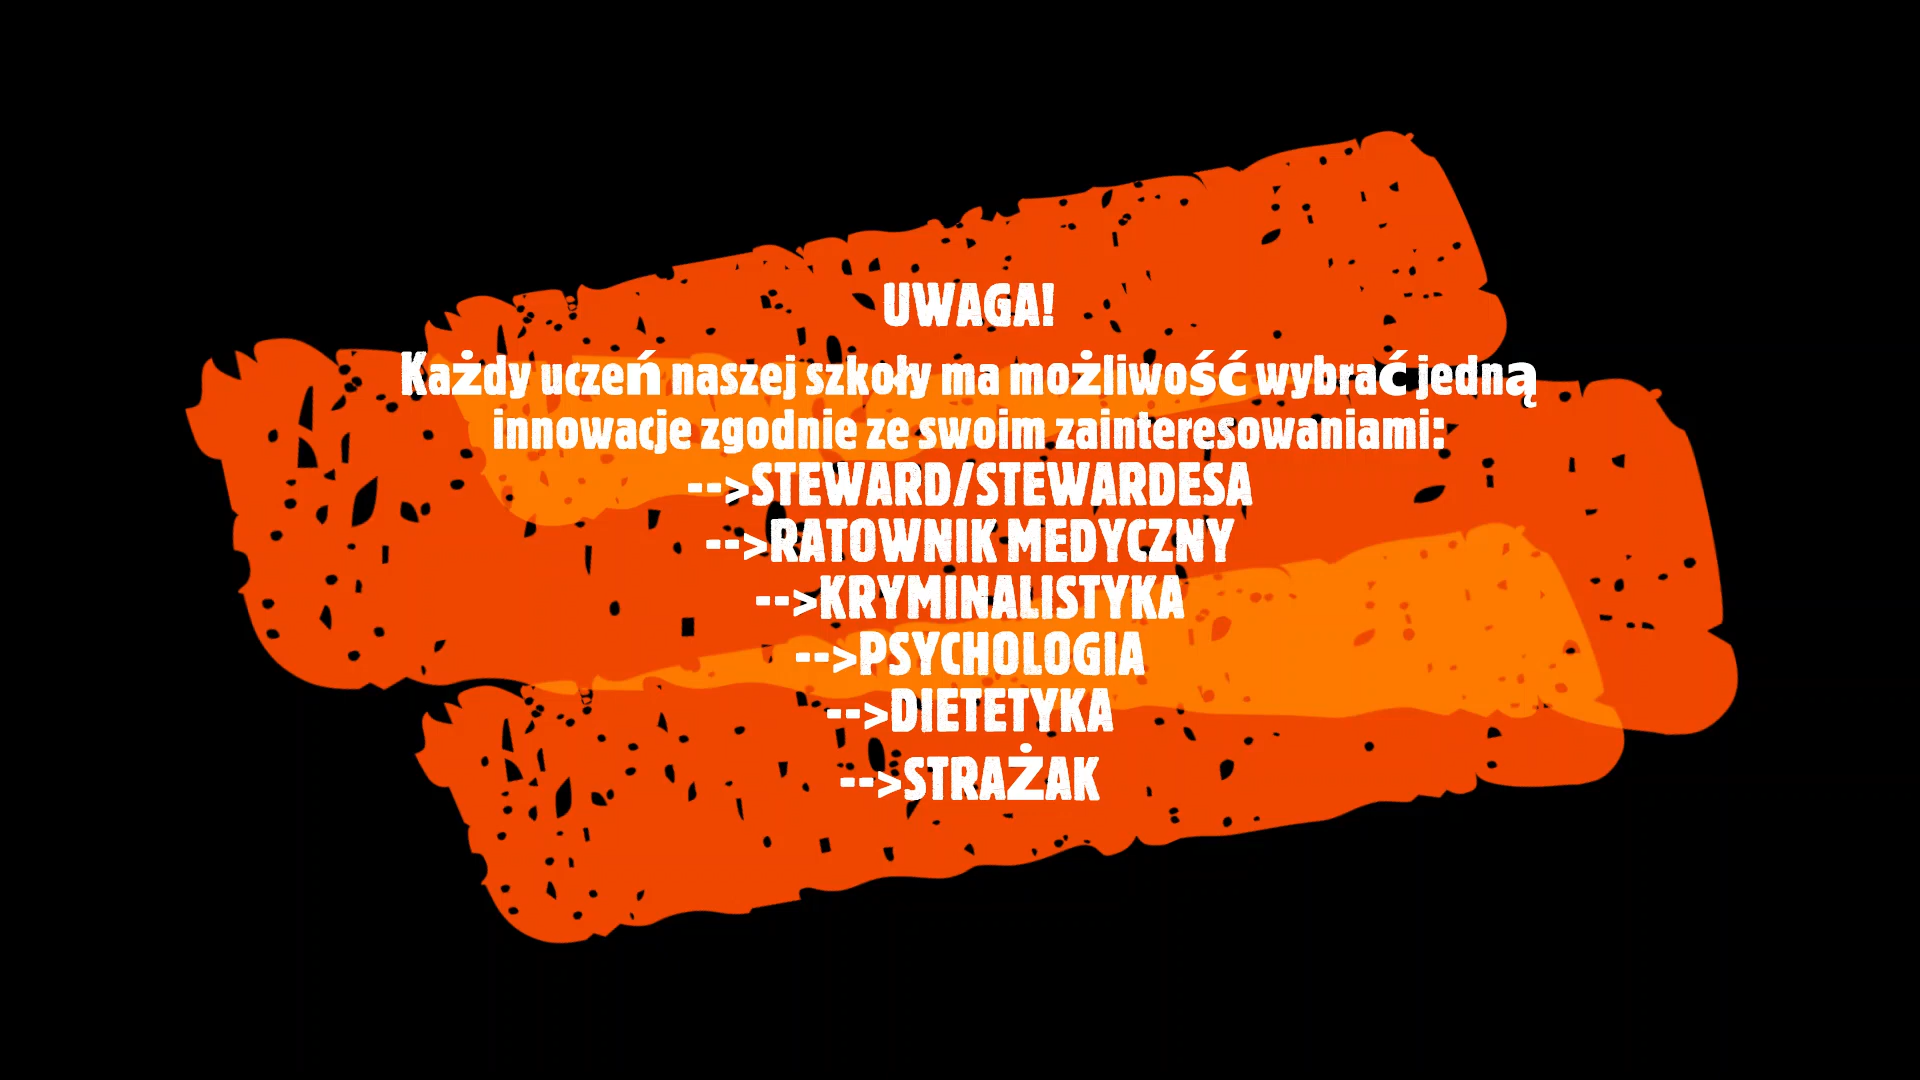 UWAGA!
Każdy uczeń naszej szkoły ma możliwość wybrać jedną
innowacje zgodnie ze swoim zainteresowaniami:
-->STEWARD/STEWARDESA
-->RATOWNIK MEDYCZNY
-->KRYMINALISTYKA
-->PSYCHOLOGIA
-->DIETETYKA
-->STRAŻAK